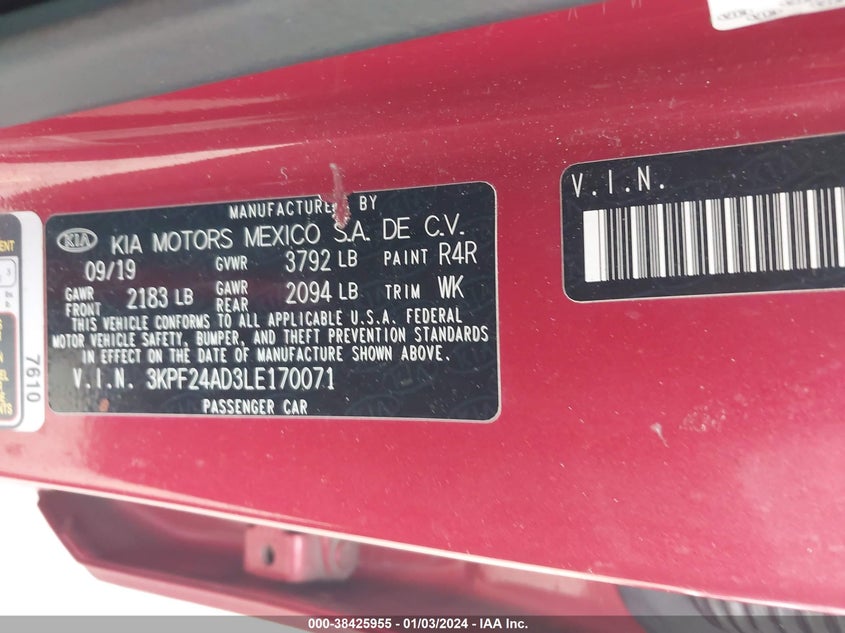 MANUFACTURED BY
KIA KIA MOTORS MEXICO S.A. DE C.V.
09/19 GVWR 3792 LB PAINT R4R
GAWR FRONT 2183 LB GAWR REAR 2094 LB TRIM WK
THIS VEHICLE CONFORMS TO ALL APPLICABLE U.S.A. FEDERAL
MOTOR VEHICLE SAFETY, BUMPER, AND THEFT PREVENTION STANDARDS
IN EFFECT ON THE DATE OF MANUFACTURE SHOWN ABOVE.
V.I.N. 3KPF24AD3LE170071
PASSENGER CAR
V.I.N.
7610
000-38425955 - 01/03/2024 - IAA Inc.